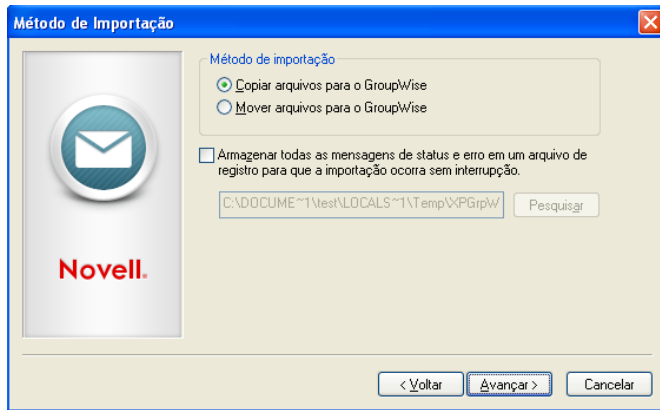 Método de Importação
Método de importação
Copiar arquivos para o GroupWise
Mover arquivos para o GroupWise
Armazenar todas as mensagens de status e erro em um arquivo de
registro para que a importação ocorra sem interrupção.
C:\DOCUME~1\test\LOCALS~1\Temp\XPGrpW
Pesquisar
Novell.
< Voltar
Avançar >
Cancelar